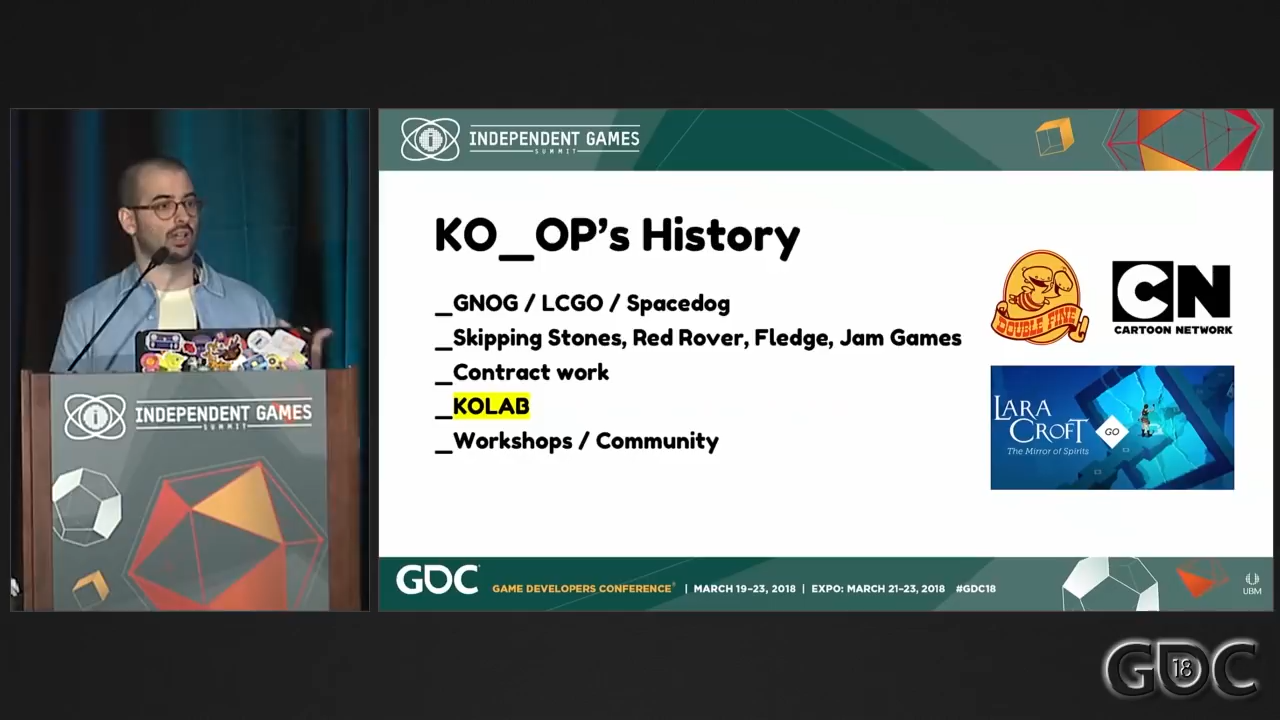 INDEPENDENT GAMES
SUMMIT
KO__OP's History
_GNOG / LCGO / Spacedog
_Skipping Stones, Red Rover, Fledge, Jam Games
_Contract work
_KOLAB
_Workshops / Community
DOUBLE FINE
CN
CARTOON NETWORK
LARA
CROFT
GO
The Mirror of Spirits
INDEPENDENT GAMES
SUMMIT
GDC GAME DEVELOPERS CONFERENCE® | MARCH 19–23, 2018 | EXPO: MARCH 21–23, 2018 #GDC18
UBM
GDC 18